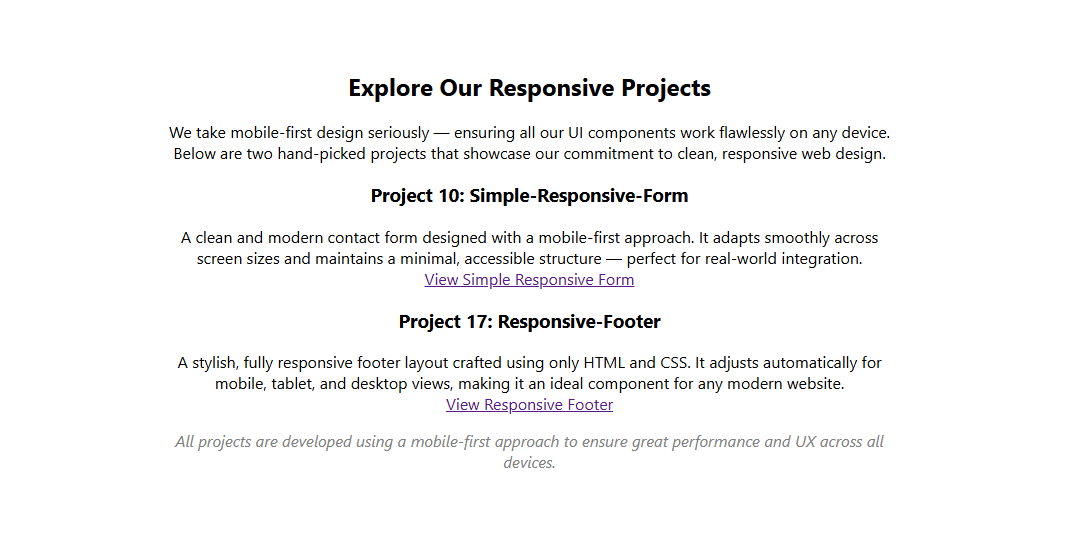 Explore Our Responsive Projects
We take mobile-first design seriously — ensuring all our UI components work flawlessly on any device.
Below are two hand-picked projects that showcase our commitment to clean, responsive web design.
Project 10: Simple-Responsive-Form
A clean and modern contact form designed with a mobile-first approach. It adapts smoothly across
screen sizes and maintains a minimal, accessible structure — perfect for real-world integration.
View Simple Responsive Form
Project 17: Responsive-Footer
A stylish, fully responsive footer layout crafted using only HTML and CSS. It adjusts automatically for
mobile, tablet, and desktop views, making it an ideal component for any modern website.
View Responsive Footer
All projects are developed using a mobile-first approach to ensure great performance and UX across all
devices.